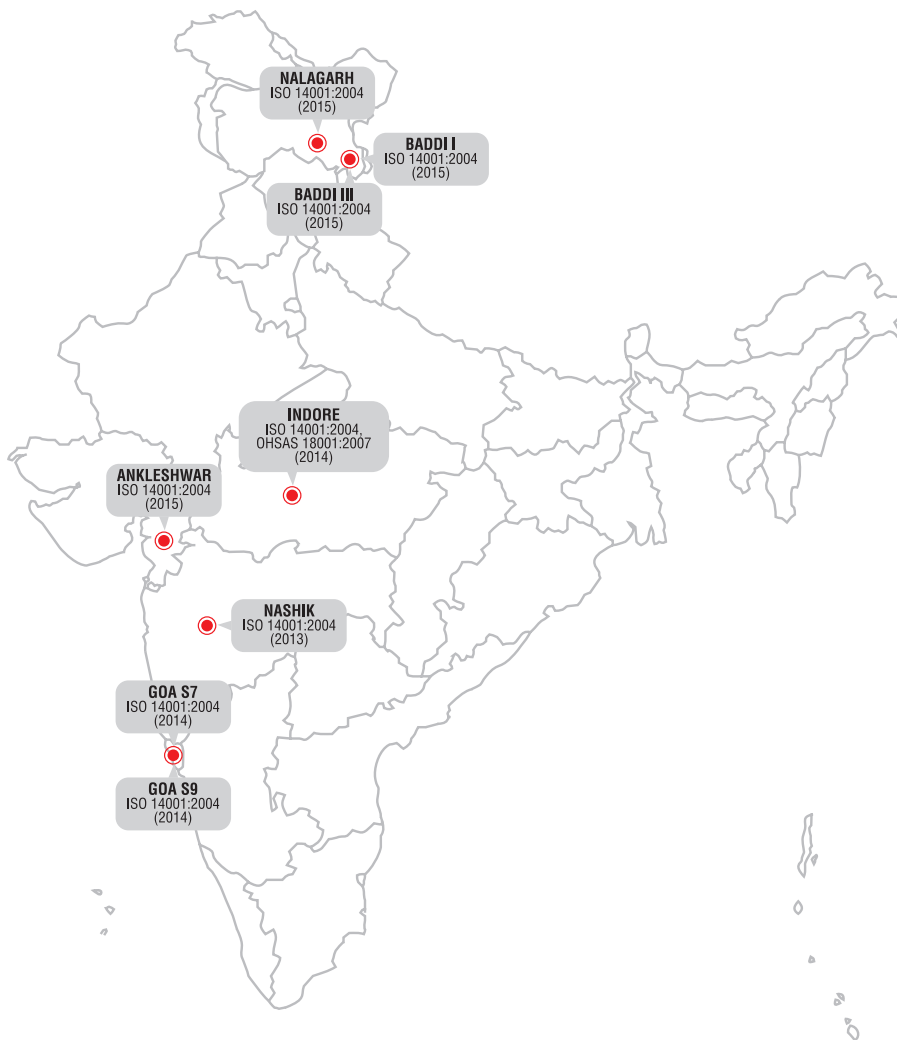 NALAGARH
ISO 14001:2004
(2015)
BADDI I
ISO 14001:2004
(2015)
BADDI III
ISO 14001:2004
(2015)
INDORE
ISO 14001:2004,
OHSAS 18001:2007
(2014)
ANKLESHWAR
ISO 14001:2004
(2015)
NASHIK
ISO 14001:2004
(2013)
GOA S7
ISO 14001:2004
(2014)
GOA S9
ISO 14001:2004
(2014)